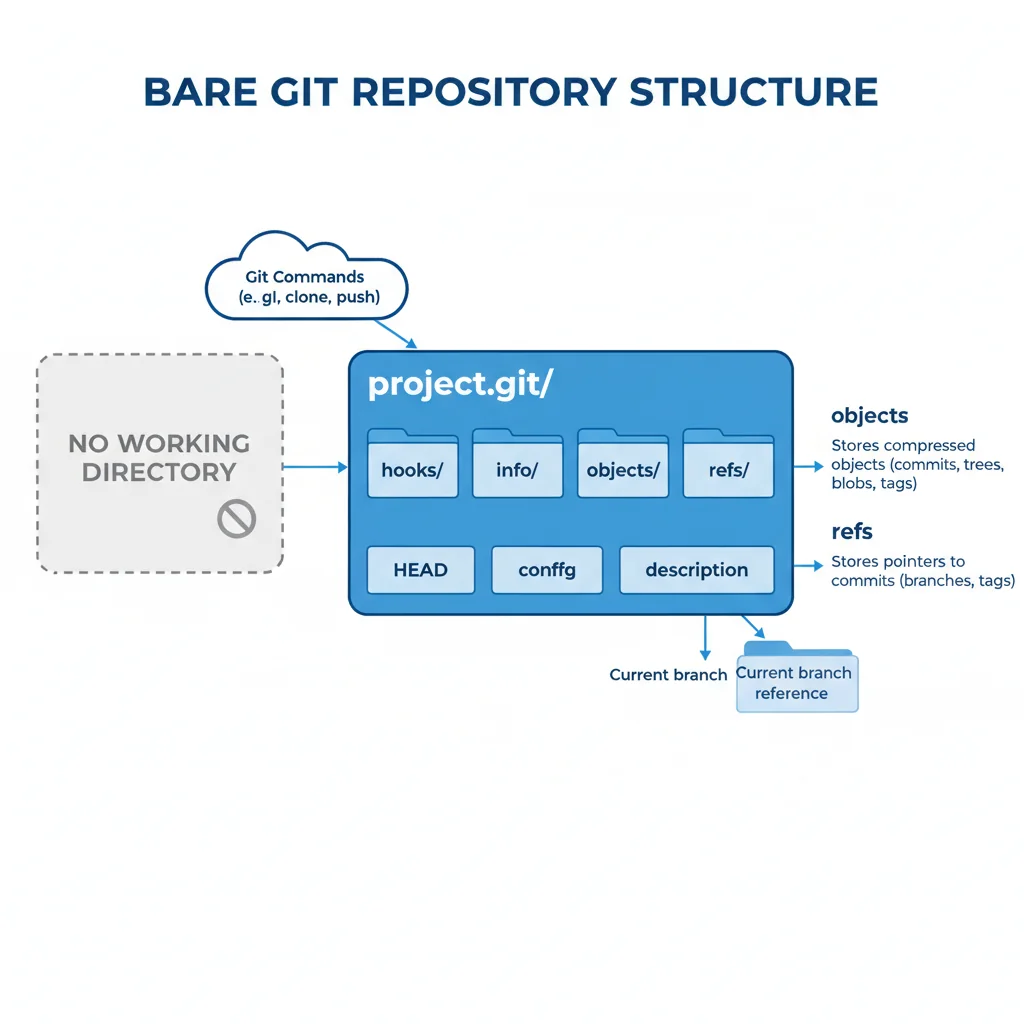 BARE GIT REPOSITORY STRUCTURE
Git Commands
(e..gl, clone, push)
NO WORKING
DIRECTORY
project.git/
hooks/
info/
objects/
refs/
HEAD
conffg
description
objects
Stores compressed
objects (commits, trees,
blobs, tags)
refs
Stores pointers to
commits (branches, tags)
Current branch
Current branch
reference